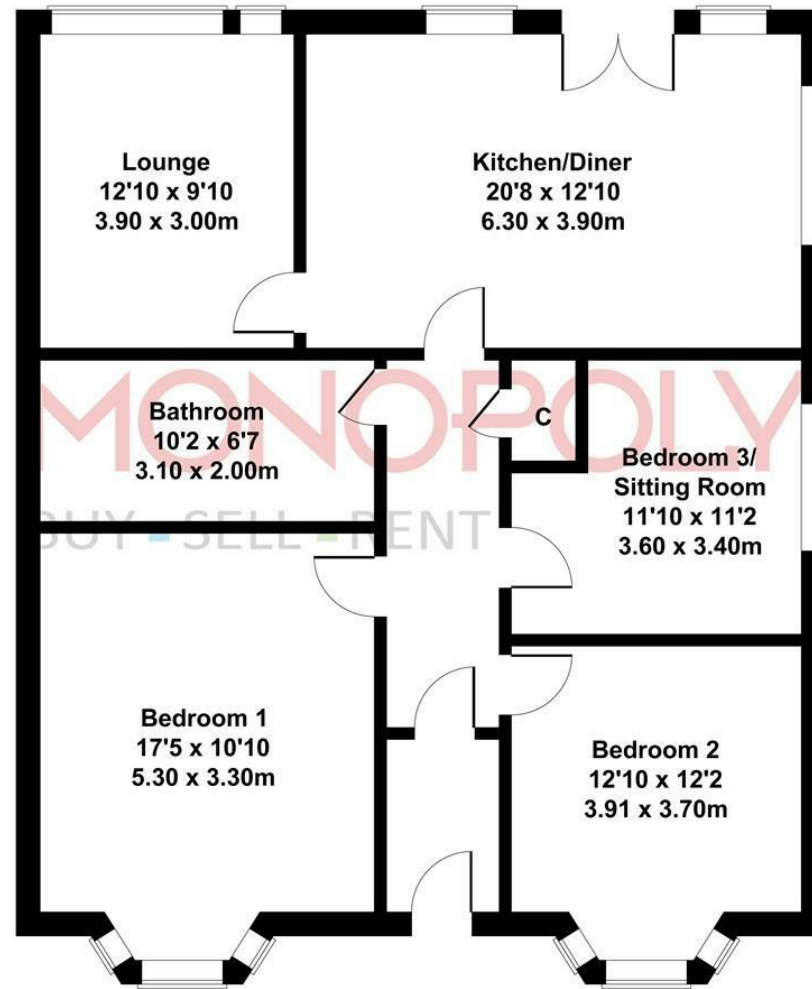 Lounge
12'10 x 9'10
3.90 x 3.00m
Kitchen/Diner
20'8 x 12'10
6.30 x 3.90m
MONOPOLY
BUY - SELL - RENT
Bathroom
10'2 x 6'7
3.10 x 2.00m
C
Bedroom 3/
Sitting Room
11'10 x 11'2
3.60 x 3.40m
Bedroom 1
17'5 x 10'10
5.30 x 3.30m
Bedroom 2
12'10 x 12'2
3.91 x 3.70m